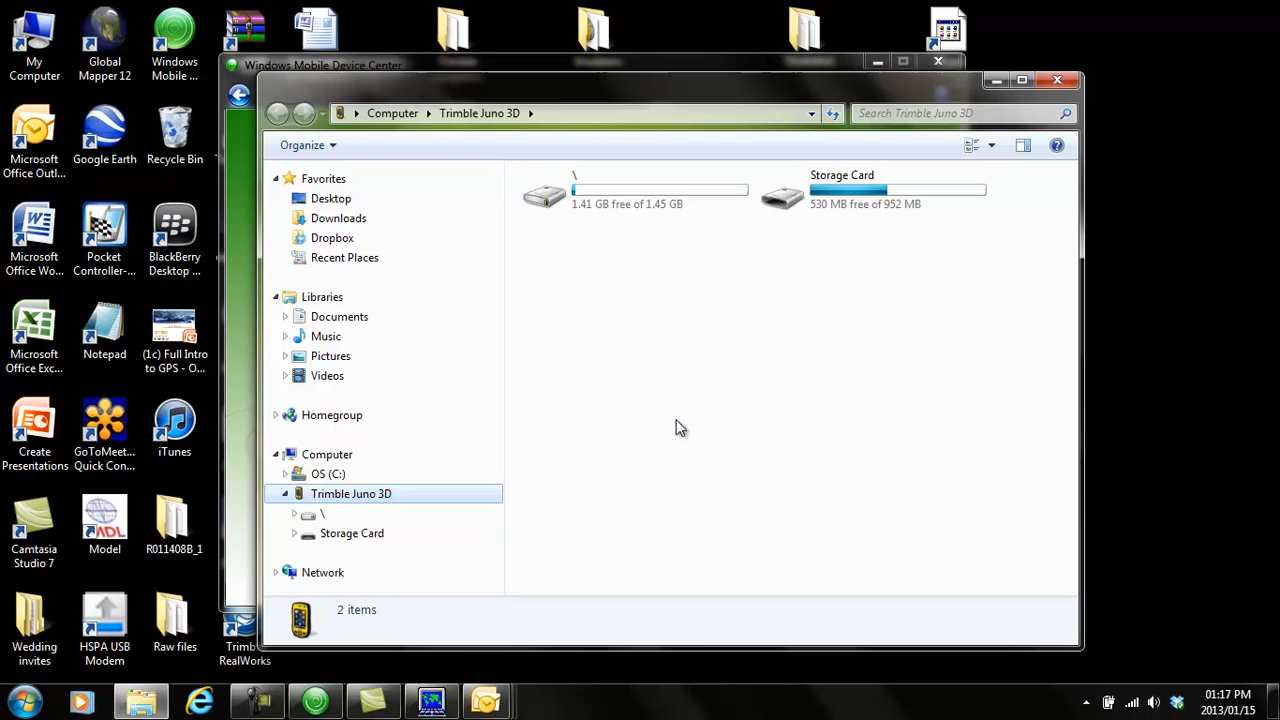 My
Computer
Global
Mapper 12
Windows
Mobile ...
Microsoft
Office Outl...
Google Earth
Recycle Bin
Microsoft
Office Wo...
Pocket
Controller-...
BlackBerry
Desktop ...
Microsoft
Office Exc...
Notepad
(1c) Full Intro
to GPS - O...
Create
Presentations
GoToMeet...
Quick Con...
iTunes
Camtasia
Studio 7
Model
R011408B_1
Wedding
invites
HSPA USB
Modem
Raw files
Trimb
RealWorks
Windows Mobile Device Center
Computer
Trimble Juno 3D
Search Trimble Juno 3D
Organize
Favorites
Desktop
Downloads
Dropbox
Recent Places
Libraries
Documents
Music
Pictures
Videos
Homegroup
Computer
OS (C:)
Trimble Juno 3D
\
Storage Card
Network
\
1.41 GB free of 1.45 GB
Storage Card
530 MB free of 952 MB
2 items
01:17 PM
2013/01/15